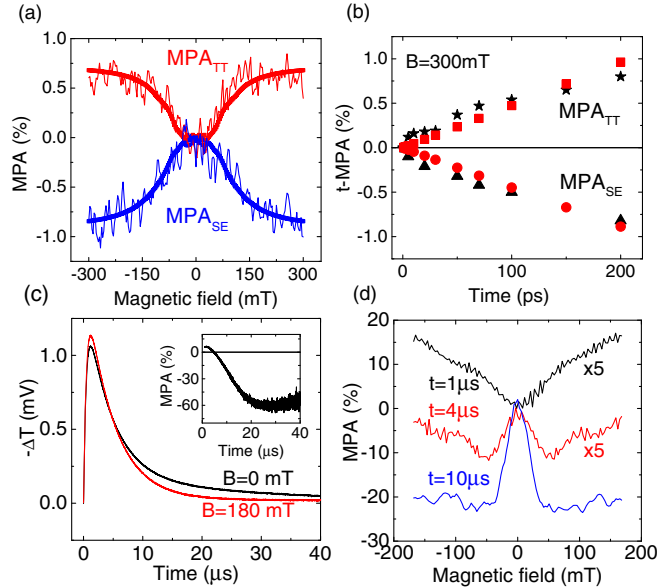 (a)
MPA_TT
MPA_SE
MPA (%)
1.0
0.5
0.0
-0.5
-1.0
-300 -150 0 150 300
Magnetic field (mT)
(b)
B=300mT
MPA_TT
MPA_SE
t-MPA (%)
1.0
0.5
0.0
-0.5
-1.0
0 50 100 150 200
Time (ps)
(c)
-ΔT (mV)
1.0
0.5
0.0
0 10 20 30 40
Time (μs)
B=0 mT
B=180 mT
MPA (%)
0
-30
-60
0 20 40
Time (μs)
(d)
MPA (%)
20
10
0
-10
-20
-30
-200 -100 0 100 200
Magnetic field (mT)
t=1μs
x5
t=4μs
x5
t=10μs